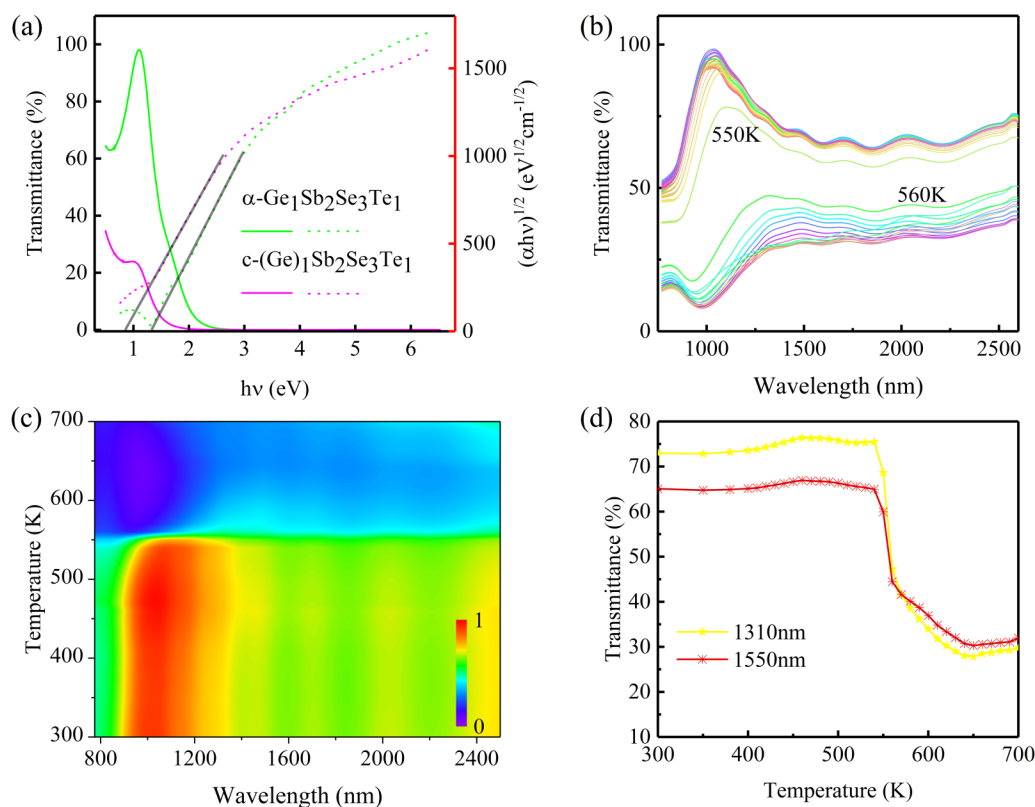 (a)
Transmittance (%)
100
80
60
40
20
0
1500
1000
500
0
(αhν)1/2 (eV1/2cm-1/2)
α-Ge1Sb2Se3Te1
c-(Ge)1Sb2Se3Te1
1 2 3 4 5 6
hν (eV)
(b)
Transmittance (%)
100
50
0
550K
560K
1000 1500 2000 2500
Wavelength (nm)
(c)
Temperature (K)
700
600
500
400
300
1
0
800 1200 1600 2000 2400
Wavelength (nm)
(d)
Transmittance (%)
80
70
60
50
40
30
20
10
1310nm
1550nm
300 400 500 600 700
Temperature (K)